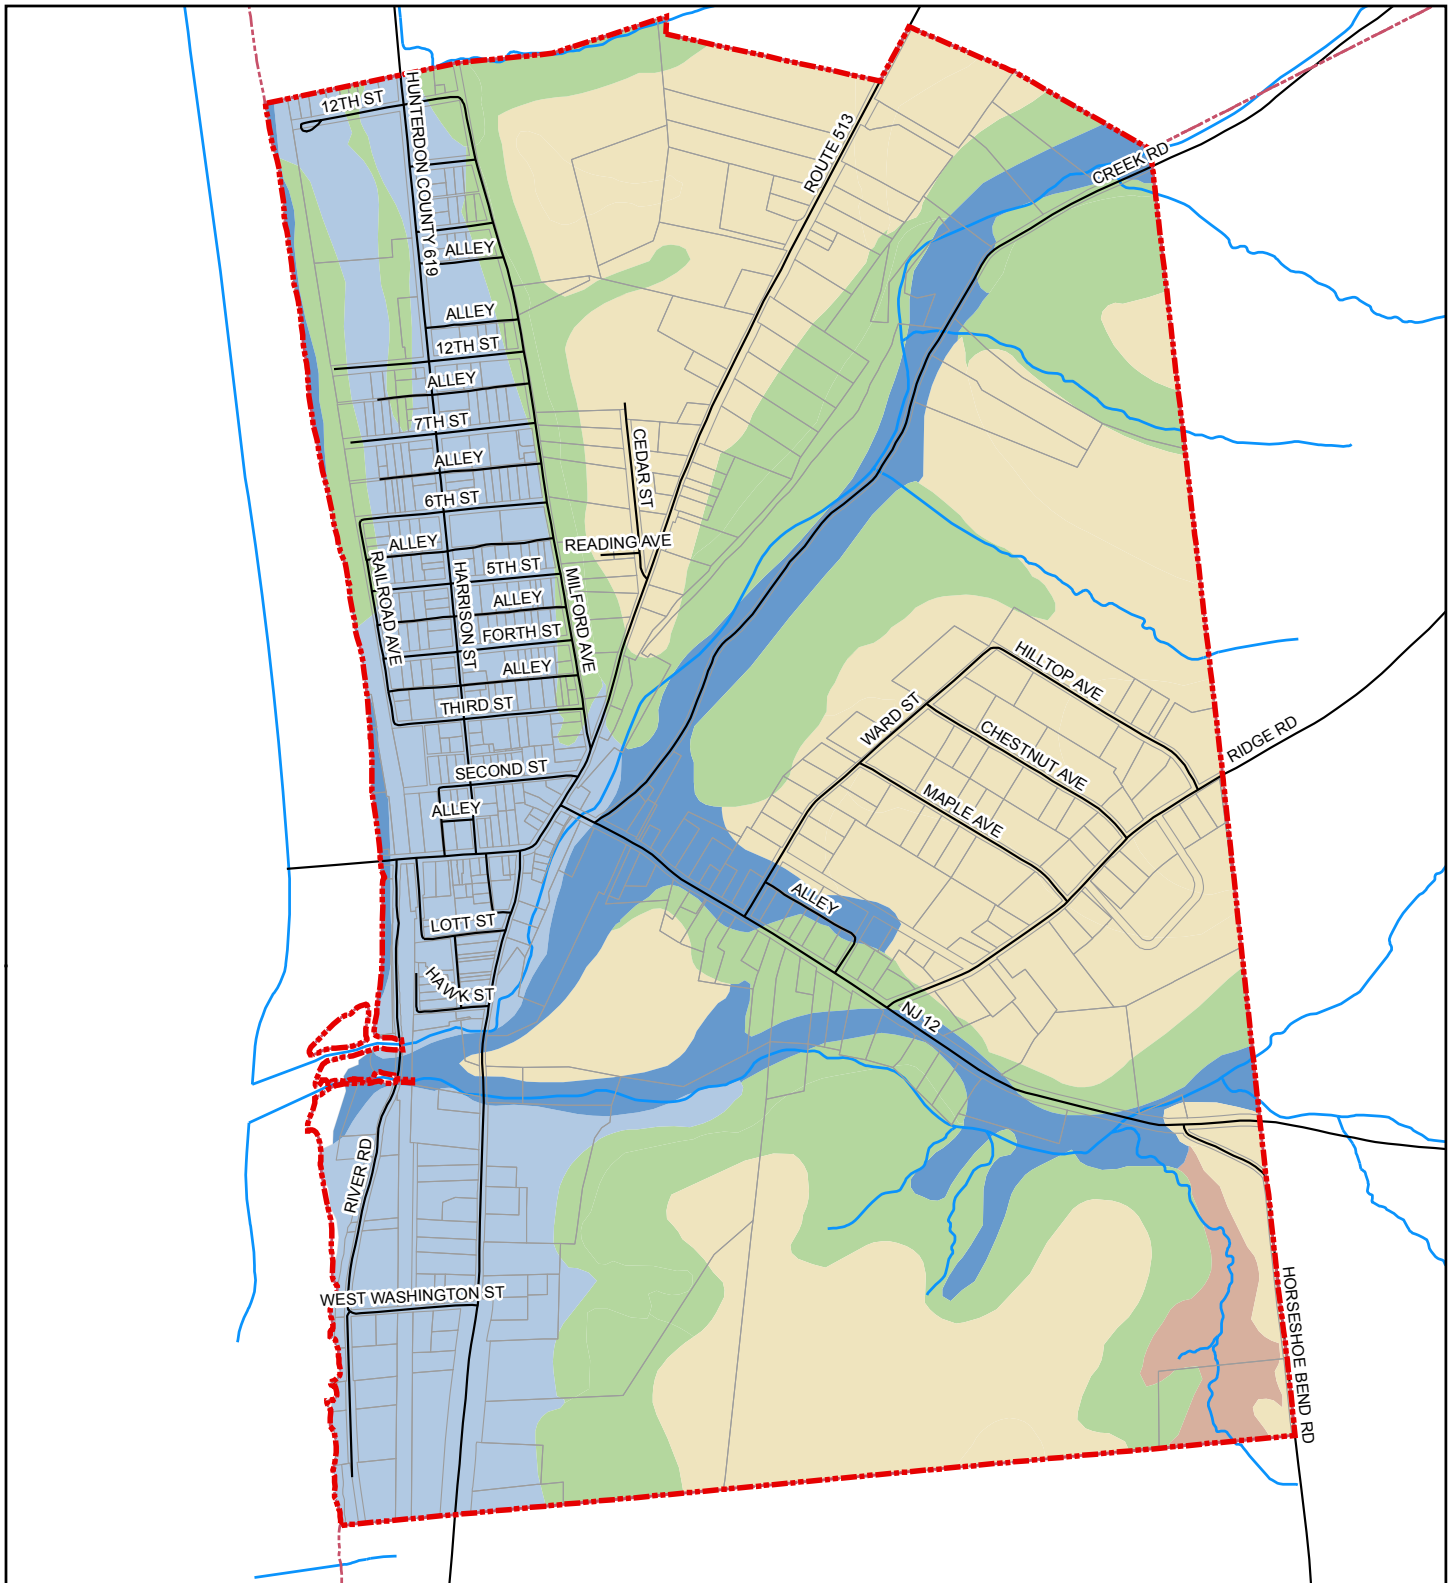 12TH ST
HUNTERDON COUNTY 619
ROUTE 513
CREEK RD
ALLEY
ALLEY
12TH ST
ALLEY
7TH ST
ALLEY
CEDAR ST
6TH ST
ALLEY
READING AVE
RAILROAD AVE
HARRISON ST
5TH ST
MILFORD AVE
ALLEY
FORTH ST
ALLEY
THIRD ST
HILLTOP AVE
WARD ST
CHESTNUT AVE
RIDGE RD
SECOND ST
ALLEY
MAPLE AVE
ALLEY
LOTT ST
HAWK ST
NJ 12
RIVER RD
WEST WASHINGTON ST
HORSESHOE BEND RD